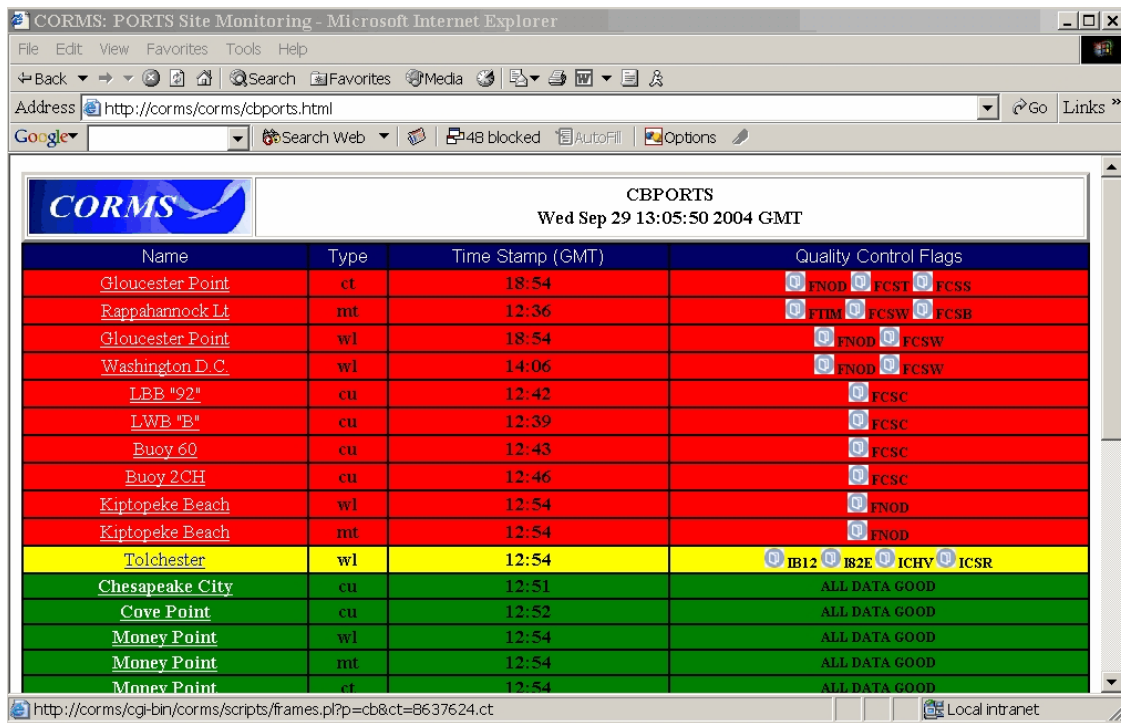 CORMS: PORTS Site Monitoring - Microsoft Internet Explorer
File Edit View Favorites Tools Help
Back Search Favorites Media
Address http://corms/corms/cbports.html Go Links »
Google Search Web 48 blocked AutoFill Options
CORMS
CBPORTS
Wed Sep 29 13:05:50 2004 GMT
Name Type Time Stamp (GMT) Quality Control Flags
Gloucester Point ct 18:54 FNOD FCST FCSS
Rappahannock Lt mt 12:36 FTIM FCSW FCSB
Gloucester Point wl 18:54 FNOD FCSW
Washington D.C. wl 14:06 FNOD FCSW
LBB "92" cu 12:42 FCSC
LWB "B" cu 12:39 FCSC
Buoy 60 cu 12:43 FCSC
Buoy 2CH cu 12:46 FCSC
Kiptopeke Beach wl 12:54 FNOD
Kiptopeke Beach mt 12:54 FNOD
Tolchester wl 12:54 IB12 I82E ICHV ICSR
Chesapeake City cu 12:51 ALL DATA GOOD
Cove Point cu 12:52 ALL DATA GOOD
Money Point wl 12:54 ALL DATA GOOD
Money Point mt 12:54 ALL DATA GOOD
Money Point ct 12:54 ALL DATA GOOD
http://corms/cgi-bin/corms/scripts/frames.pl?p=cb&ct=8637624.ct Local intranet